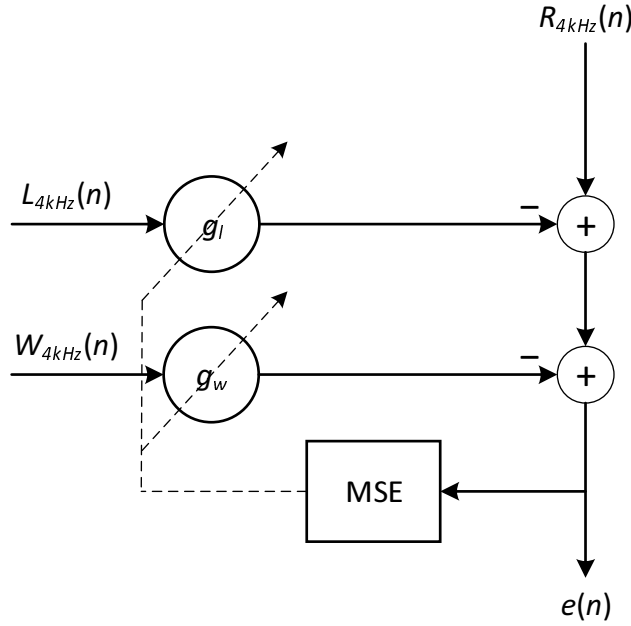 R4kHz(n)
L4kHz(n)
gl
–
+
W4kHz(n)
gw
–
+
MSE
e(n)